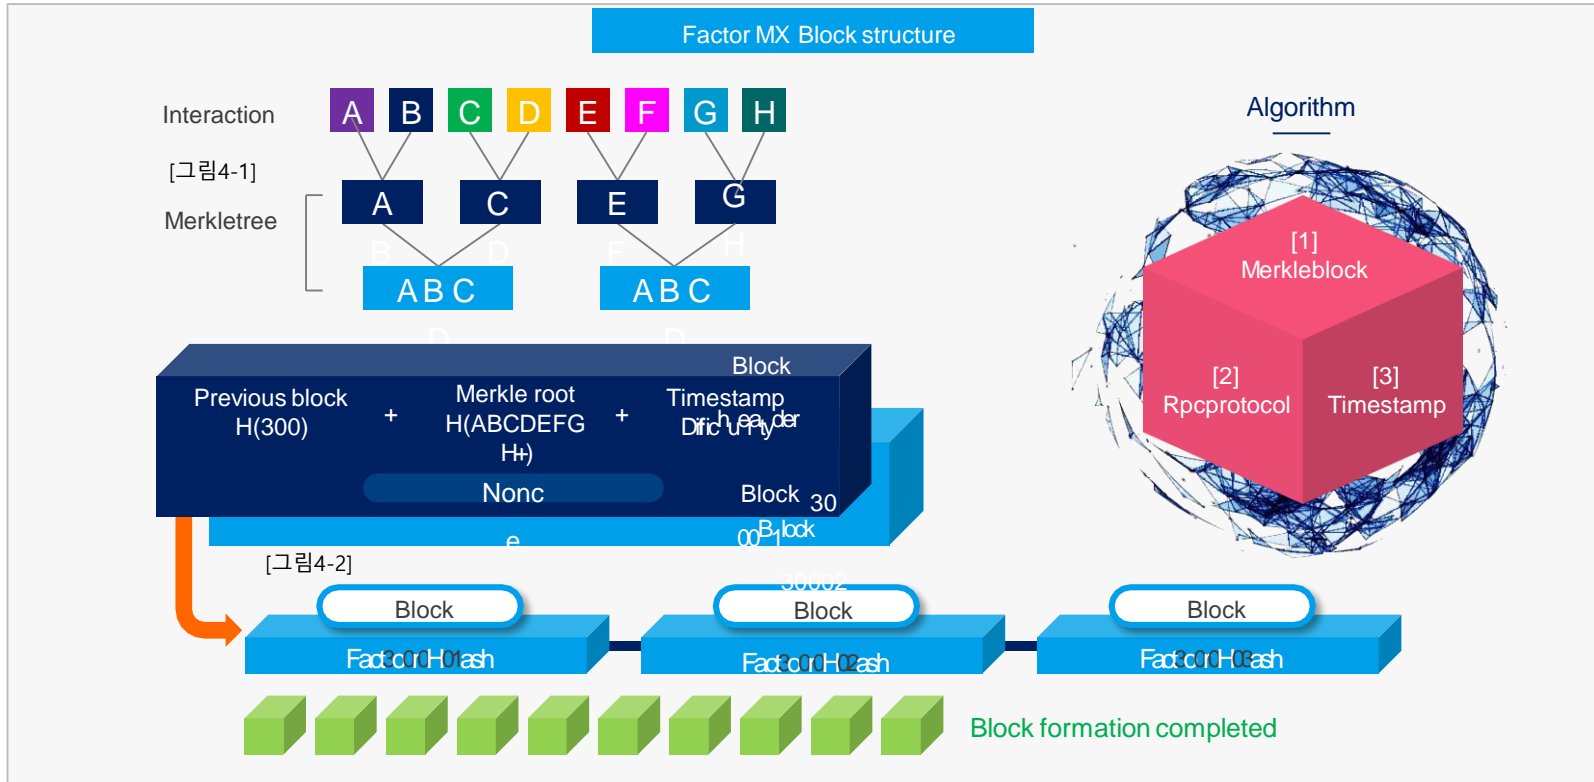 Factor MX Block structure
Interaction
A B C D E F G H
[그림4-1]
Merkletree
A C E G
B D F H
A B C A B C
D D
Algorithm
[1]
Merkleblock
[2]
Rpcprotocol
[3]
Timestamp
Block
Previous block
H(300)
+
Merkle root
H(ABCDEFG
H+)
+
Timestamp
Nonc
e
Block
30
Block
30002
[그림4-2]
Block
Block
Block
Block formation completed